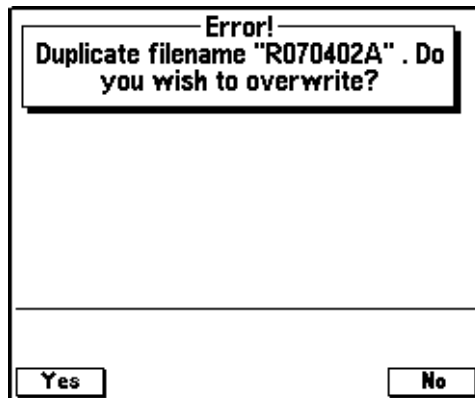 Error!
Duplicate filename "R070402A" . Do
you wish to overwrite?
Yes
No